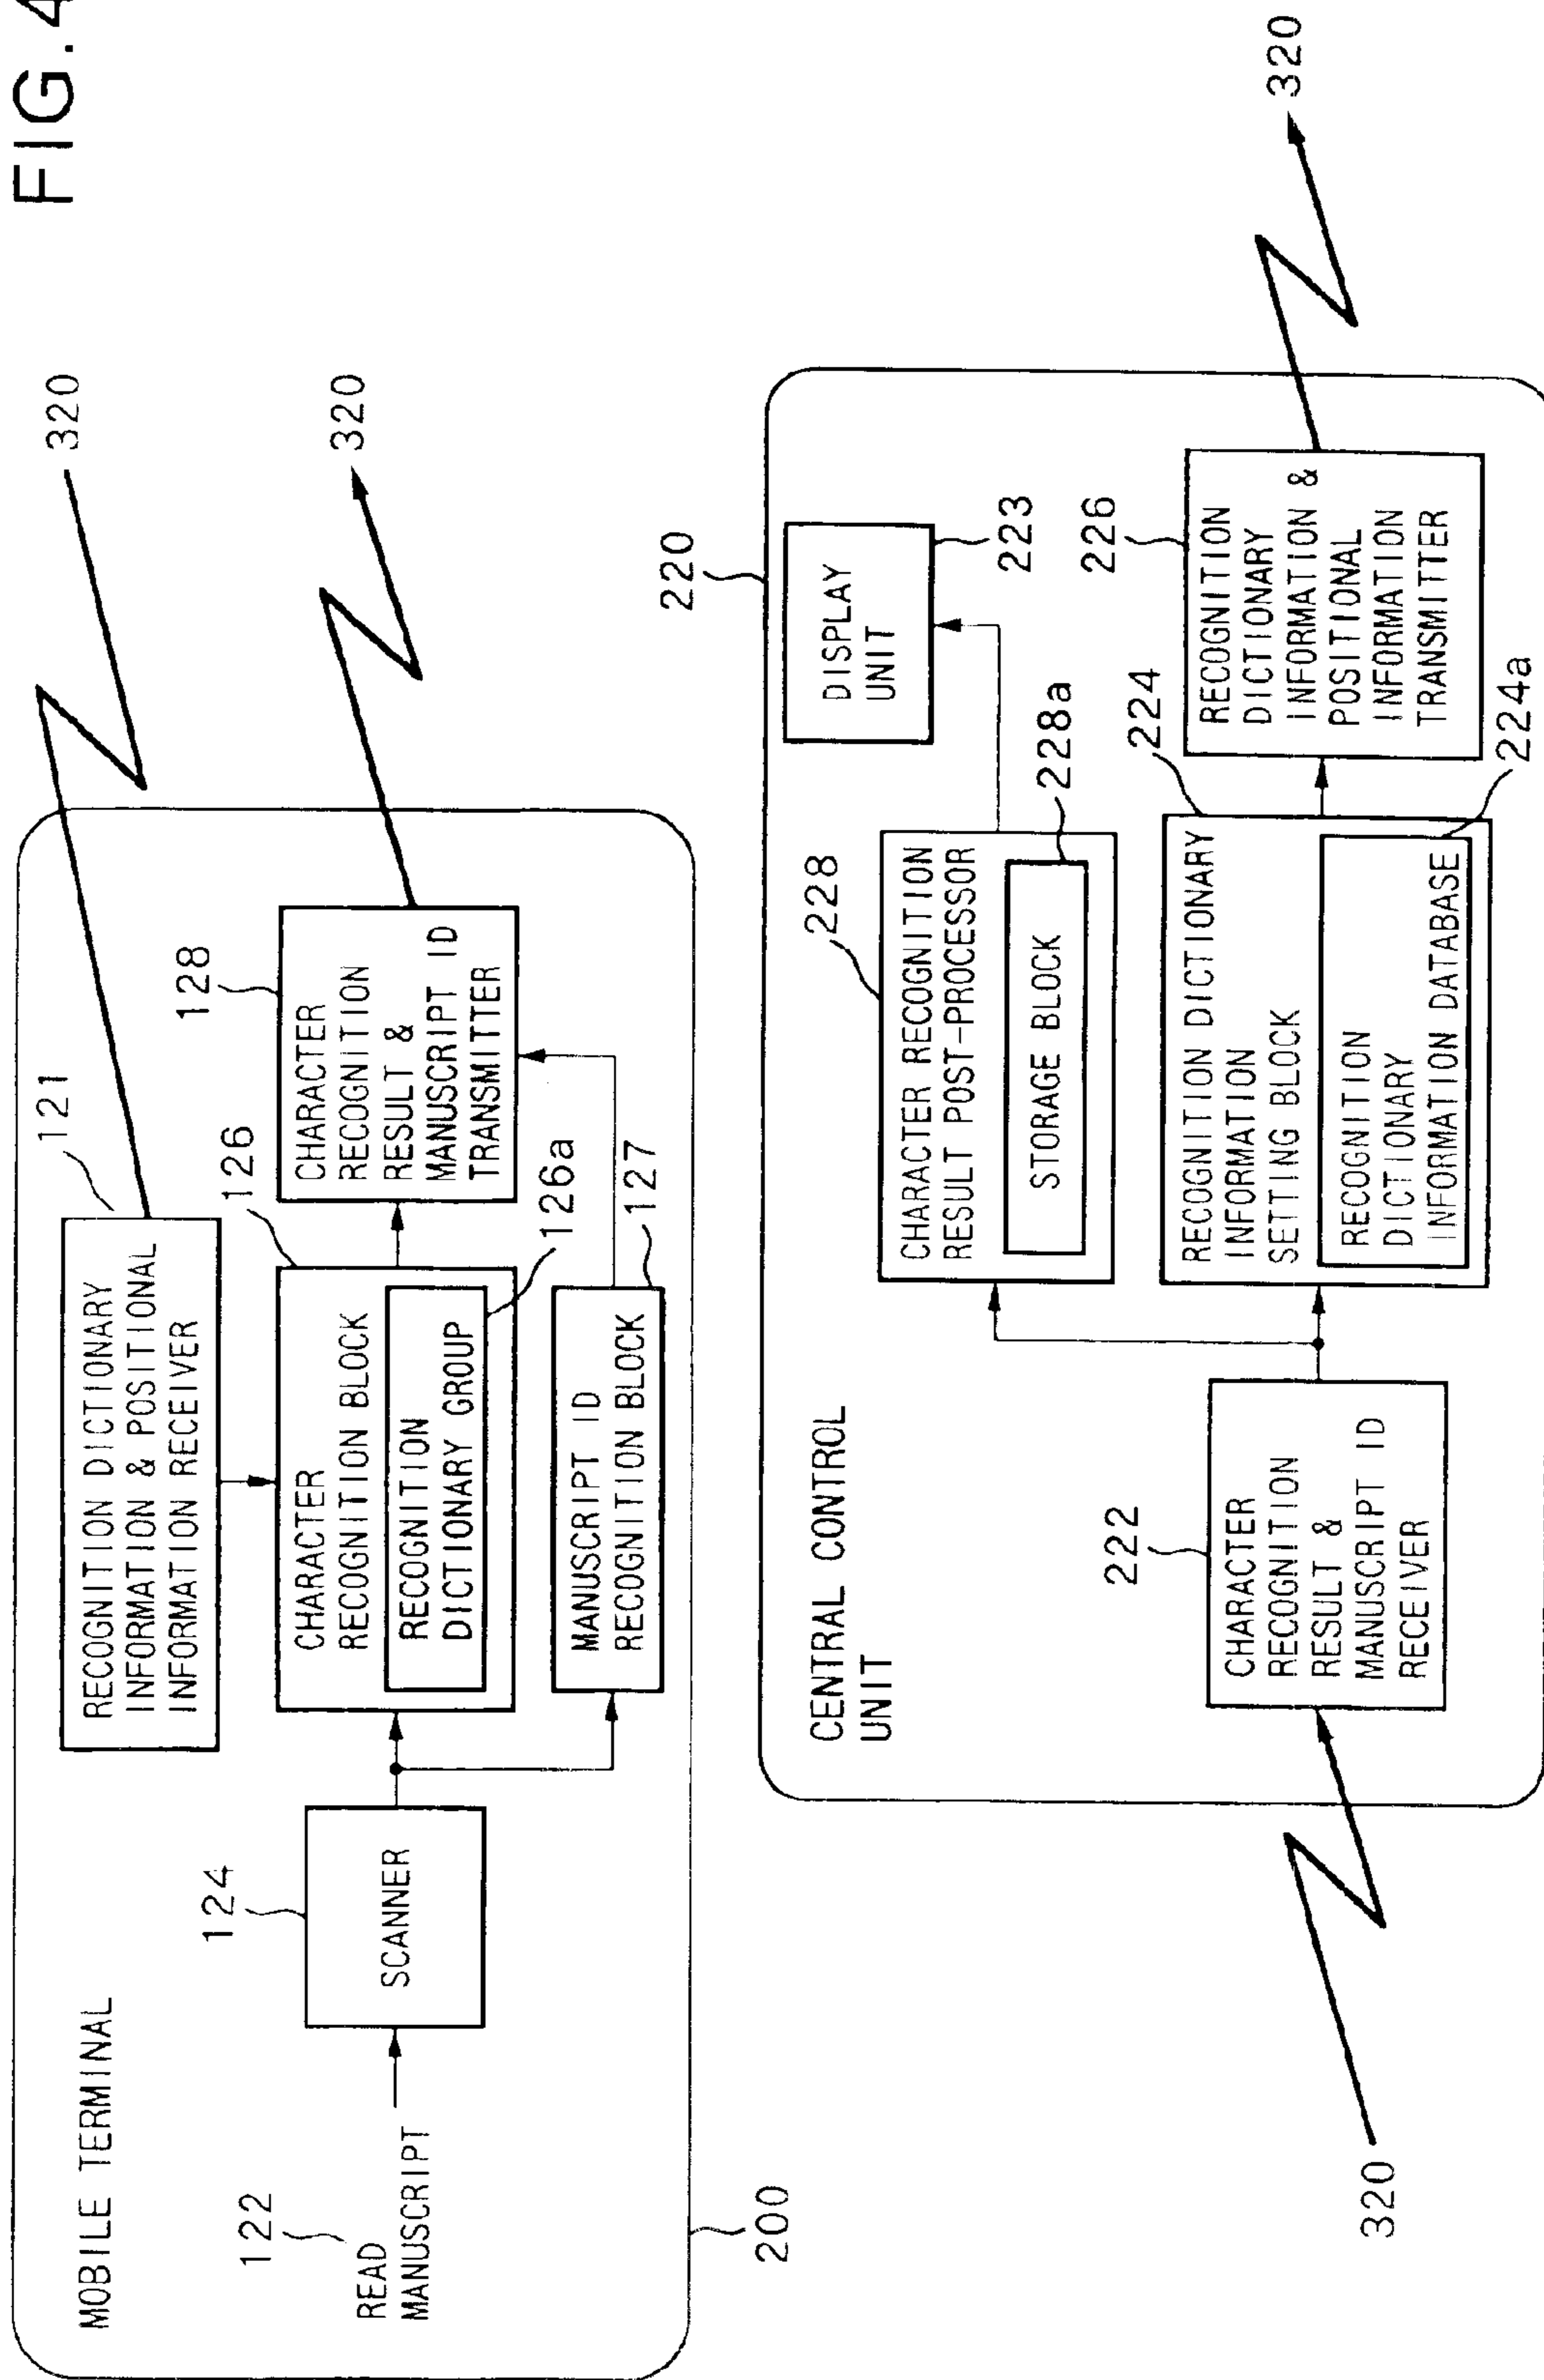 FIG.4
MOBILE TERMINAL
200
122
READ
MANUSCRIPT
124
SCANNER
121
RECOGNITION DICTIONARY
INFORMATION & POSITIONAL
INFORMATION RECEIVER
126
CHARACTER
RECOGNITION BLOCK
126a
RECOGNITION
DICTIONARY GROUP
127
MANUSCRIPT ID
RECOGNITION BLOCK
128
CHARACTER
RECOGNITION
RESULT &
MANUSCRIPT ID
TRANSMITTER
320
320
220
CENTRAL CONTROL
UNIT
320
222
CHARACTER
RECOGNITION
RESULT &
MANUSCRIPT ID
RECEIVER
228
CHARACTER RECOGNITION
RESULT POST-PROCESSOR
228a
STORAGE BLOCK
DISPLAY
UNIT
223
224
RECOGNITION DICTIONARY
INFORMATION
SETTING BLOCK
224a
RECOGNITION
DICTIONARY
INFORMATION DATABASE
226
RECOGNITION
DICTIONARY
INFORMATION &
POSITIONAL
INFORMATION
TRANSMITTER
320